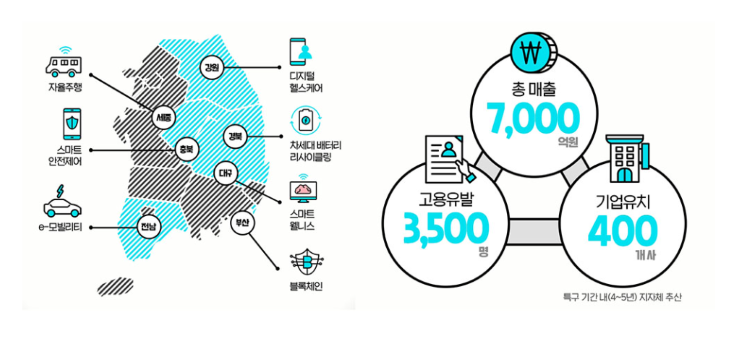 자율주행
스마트
안전제어
e-모빌리티
강원
세종
충북
경북
대구
전남
부산
디지털
헬스케어
차세대 배터리
리사이클링
스마트
웰니스
블록체인
총 매출
7,000
억원
고용유발
3,500
명
기업유치
400
개사
특구 기간 내(4~5년) 지자체 추산